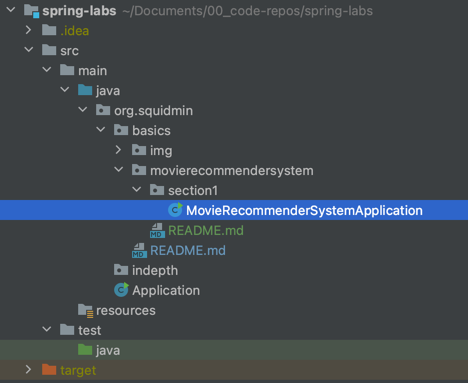 spring-labs ~/Documents/00_code-repos/spring-labs
.idea
src
main
java
org.squidmin
basics
img
movierecommendersystem
section1
MovieRecommenderSystemApplication
README.md
README.md
indepth
Application
resources
test
java
target